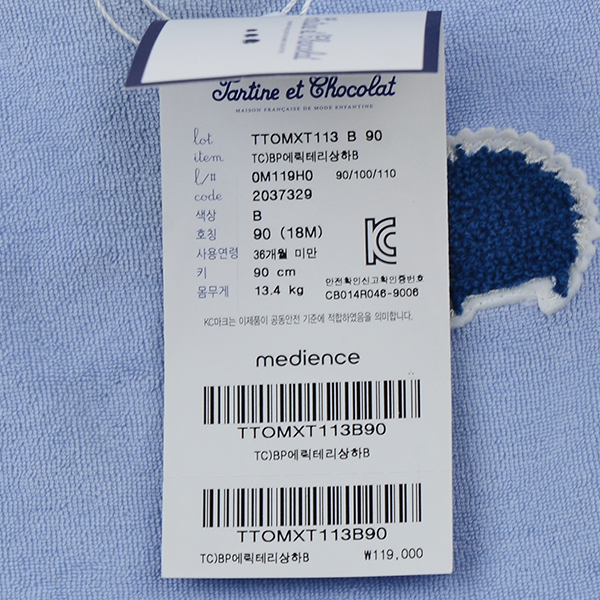 Tartine et Chocolat
MAISON FRANÇAISE DE MODE ENFANTINE
lot TTOMXT113 B 90
item TC)BP에릭테리상하B
l/# 0M119H0 90/100/110
code 2037329
색상 B
호칭 90 (18M)
사용연령 36개월 미만
키 90 cm
몸무게 13.4 kg
안전확인신고확인증번호
CB014R046-9006
KC마크는 이제품이 공통안전 기준에 적합하였음을 의미합니다.
medience
TTOMXT113B90
TC)BP에릭테리상하B
TTOMXT113B90
TC)BP에릭테리상하B ₩119,000